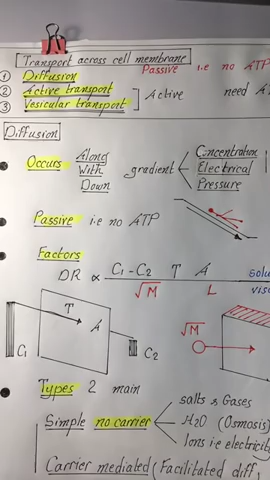 Transport across cell membrane
① Diffusion Passive i.e no ATP
② Active transport
③ Vesicular transport ] Active need A
Diffusion
Occurs Along With Down gradient Concentration Electrical Pressure
Passive i.e no ATP
Factors
DR ∝ C1-C2 T A
√M L
T
A
C1
C2
√M
Types 2 main
Simple no carrier salts & Gases
H2O (Osmosis)
Ions i.e electricite
Carrier mediated (Facilitated diff,